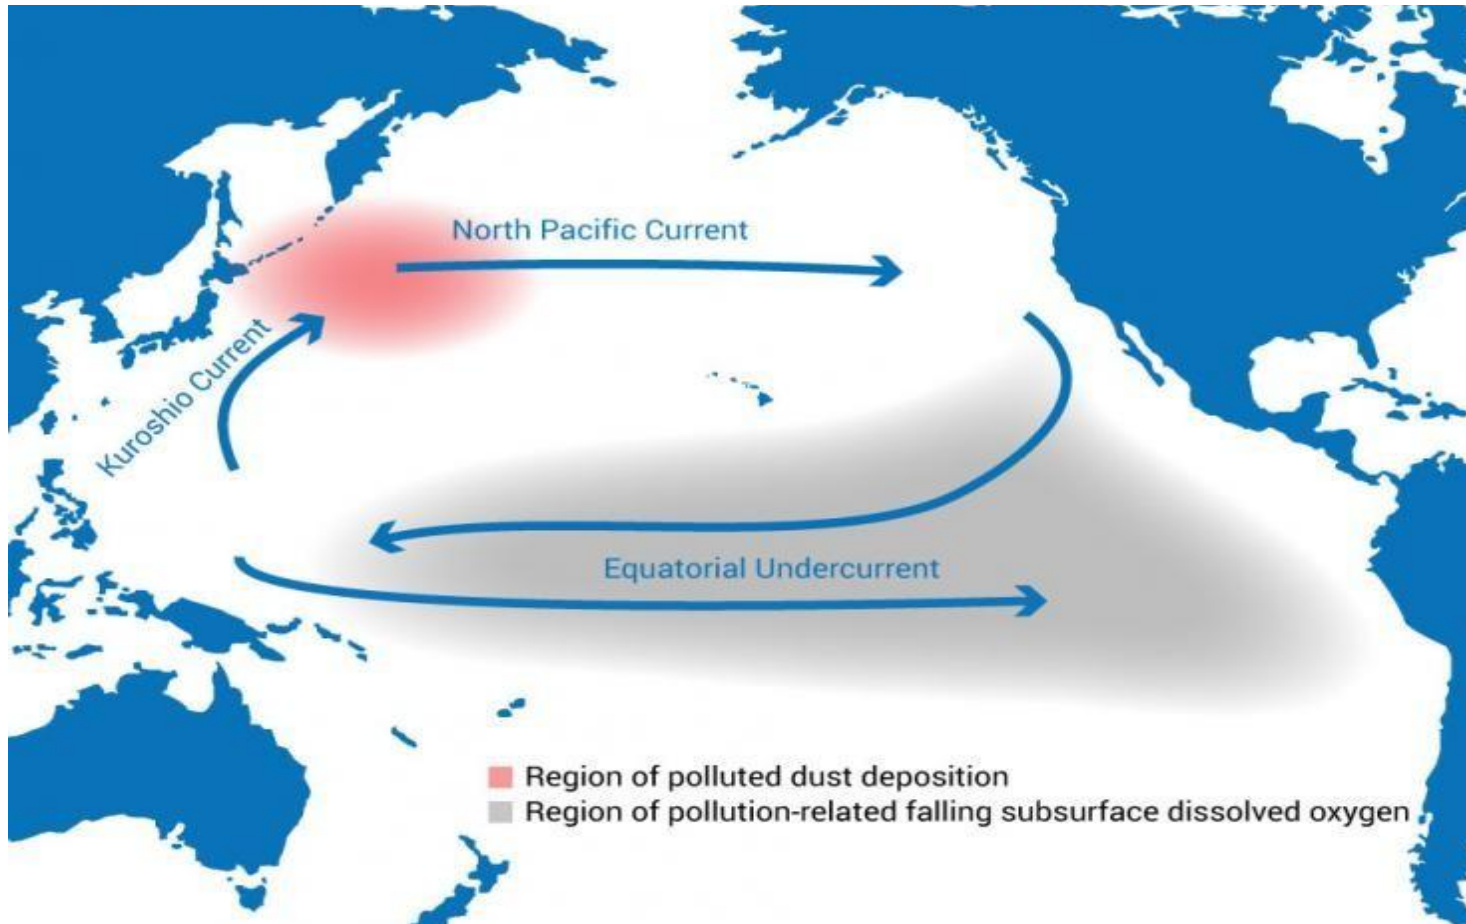 North Pacific Current
Kuroshio Current
Equatorial Undercurrent
Region of polluted dust deposition
Region of pollution-related falling subsurface dissolved oxygen